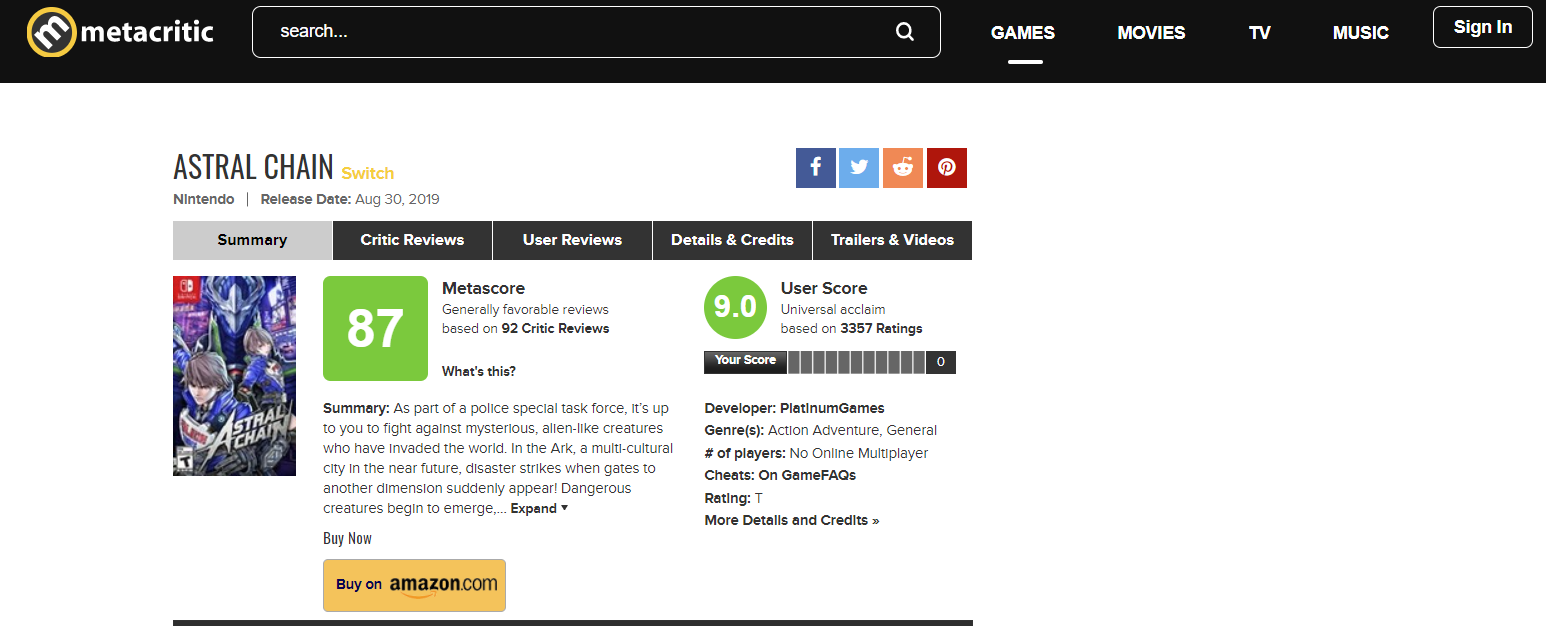 metacritic
search...
GAMES
MOVIES
TV
MUSIC
Sign In
ASTRAL CHAIN Switch
Nintendo | Release Date: Aug 30, 2019
Summary
Critic Reviews
User Reviews
Details & Credits
Trailers & Videos
ASTRAL
CHAIN
T
87
Metascore
Generally favorable reviews
based on 92 Critic Reviews
What's this?
9.0
User Score
Universal acclaim
based on 3357 Ratings
Your Score
0
Summary: As part of a police special task force, it's up
to you to fight against mysterious, alien-like creatures
who have invaded the world. In the Ark, a multi-cultural
city in the near future, disaster strikes when gates to
another dimension suddenly appear! Dangerous
creatures begin to emerge,... Expand
Buy Now
Buy on amazon.com
Developer: PlatinumGames
Genre(s): Action Adventure, General
# of players: No Online Multiplayer
Cheats: On GameFAQs
Rating: T
More Details and Credits »